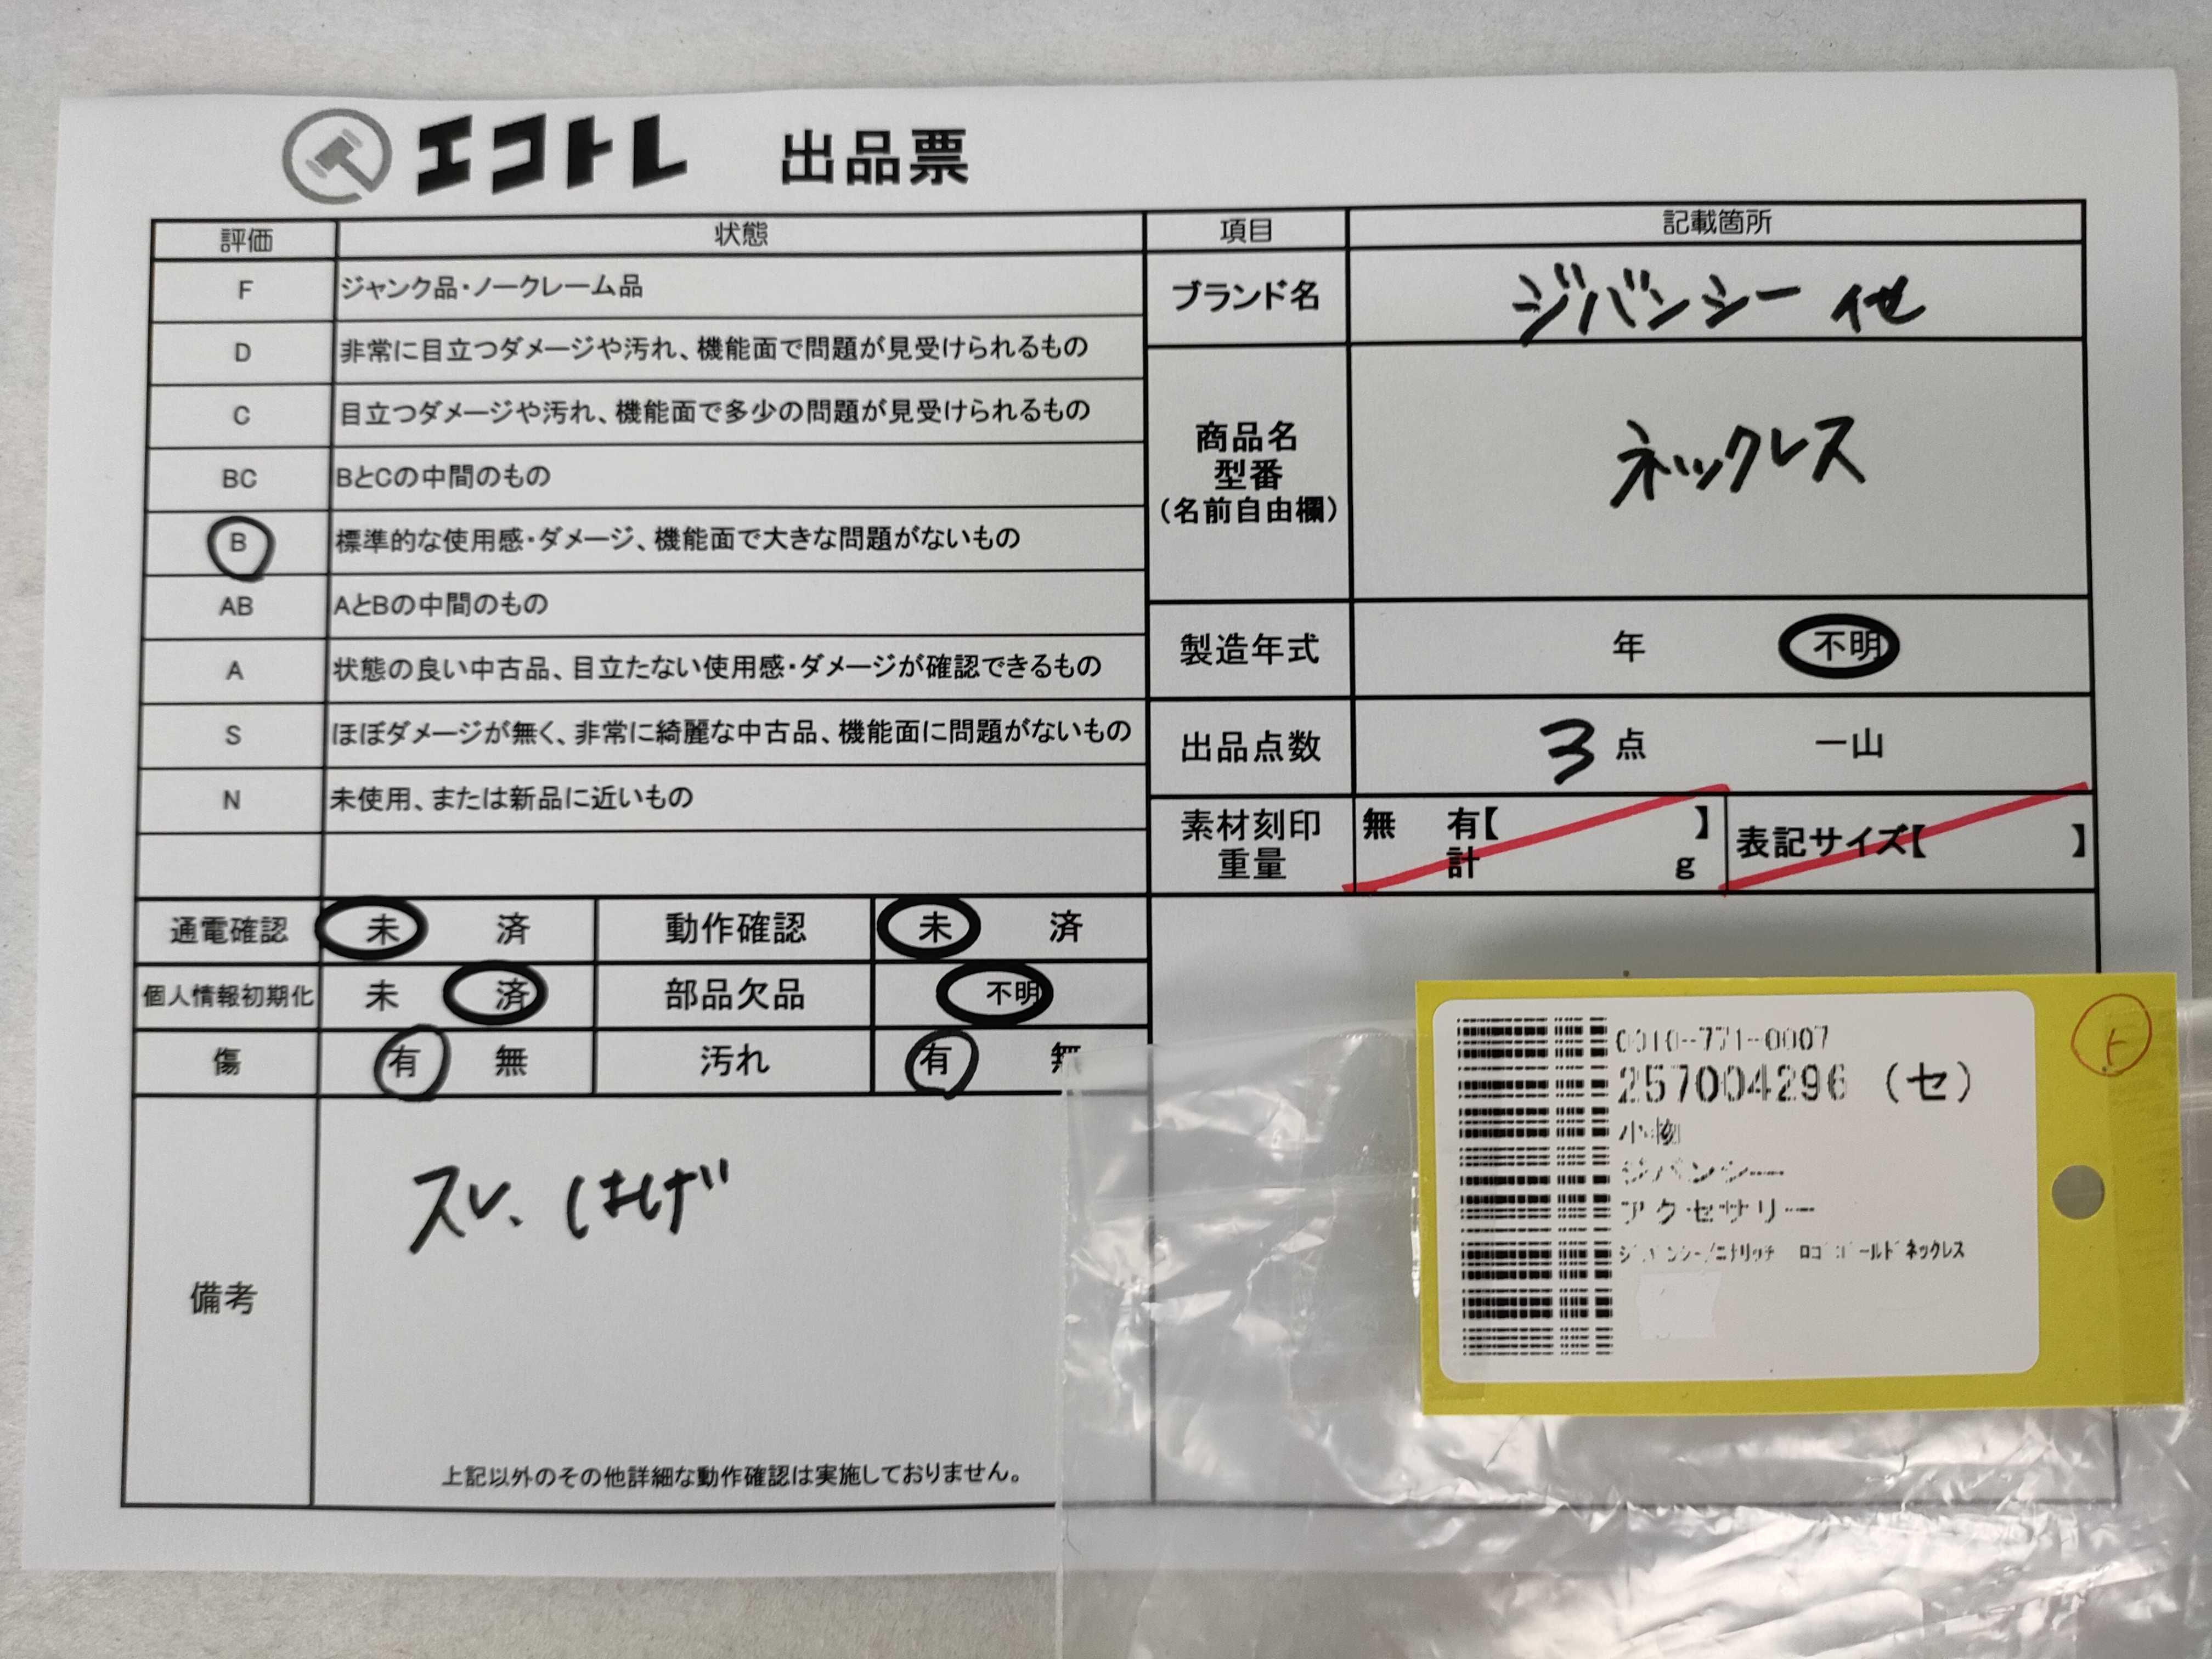 エコトレ 出品票
評価 状態
F ジャンク品・ノークレーム品
D 非常に目立つダメージや汚れ、機能面で問題が見受けられるもの
C 目立つダメージや汚れ、機能面で多少の問題が見受けられるもの
BC BとCの中間のもの
B 標準的な使用感・ダメージ、機能面で大きな問題がないもの
AB AとBの中間のもの
A 状態の良い中古品、目立たない使用感・ダメージが確認できるもの
S ほぼダメージが無く、非常に綺麗な中古品、機能面に問題がないもの
N 未使用、または新品に近いもの
通電確認 未 済 動作確認 未 済
個人情報初期化 未 済 部品欠品 不明
傷 有 無 汚れ 有 無
備考
スレ、はげ
上記以外のその他詳細な動作確認は実施しておりません。
項目 記載箇所
ブランド名 ジバンシー 他
商品名
型番
(名前自由欄)
ネックレス
製造年式 年 不明
出品点数 3 点 一山
素材刻印 無 有【 】
重量 計 g
表記サイズ【 】
0010-771-0007
257004296 (セ)
小物
ジバンシー
アクセサリー
ジバンシー/ニナリッチ ロゴゴールドネックレス
ト